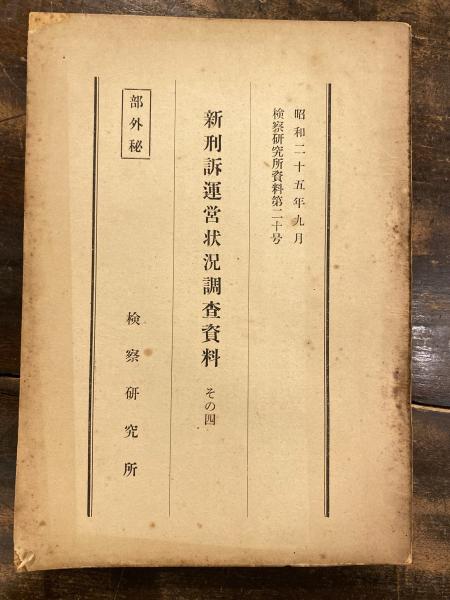 昭和二十五年九月
検察研究所資料第二十号
新刑訴運営状況調査資料 その四
部外秘
検察研究所